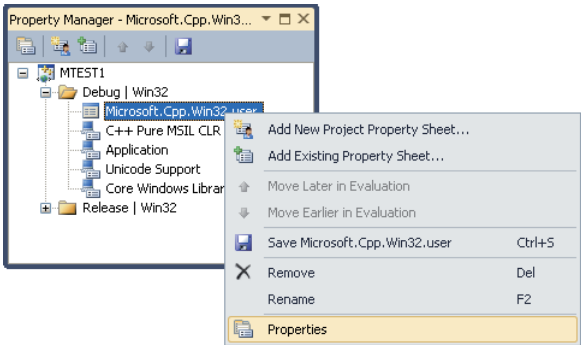 Property Manager - Microsoft.Cpp.Win3...
MTEST1
Debug | Win32
Microsoft.Cpp.Win32.user
C++ Pure MSIL CLR
Application
Unicode Support
Core Windows Librar
Release | Win32
Add New Project Property Sheet...
Add Existing Property Sheet...
Move Later in Evaluation
Move Earlier in Evaluation
Save Microsoft.Cpp.Win32.user Ctrl+S
Remove Del
Rename F2
Properties